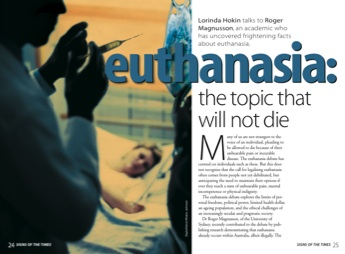 Lorinda Hokin talks to Roger
Magnusson, an academic who
has uncovered frightening facts
about euthanasia.
euthanasia:
the topic that
will not die
Many of us are not strangers to the
voice of an individual, pleading to
be allowed to die because of their
unbearable pain or incurable
disease. The euthanasia debate has
centred on individuals such as these. But this does
not recognise that the call for legalising euthanasia
often comes from people not yet debilitated, but
anticipating the need to maintain their options if
ever they reach a state of unbearable pain, mental
incompetence or physical indignity.
The euthanasia debate explores the limits of per-
sonal freedom, political power, limited health dollar,
an ageing population, and the ethical challenges of
an increasingly secular and pragmatic society.
Dr Roger Magnusson, of the University of
Sydney, recently contributed to the debate by pub-
lishing research demonstrating that euthanasia
already occurs within Australia, albeit illegally. The
24 SIGNS OF THE TIMES
SIGNS OF THE TIMES 25